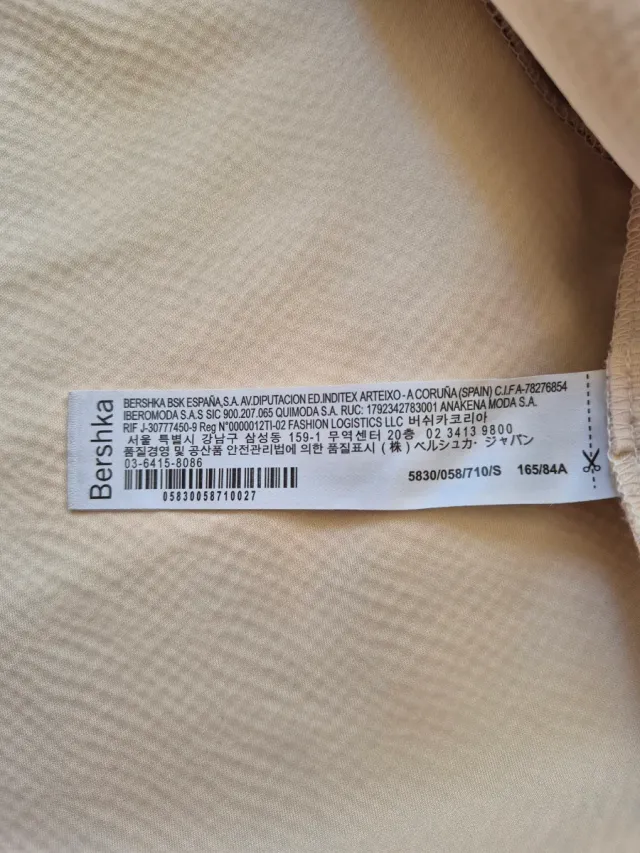 Bershka
BERSHKA BSK ESPAÑA,S.A. AV.DIPUTACION ED.INDITEX ARTEIXO - A CORUÑA (SPAIN) C.I.F A-78276854
IBEROMODA S.A.S SIC 900.207.065 QUIMODA S.A. RUC: 1792342783001 ANAKENA MODA S.A.
RIF J-30777450-9 Reg N°0000012TI-02 FASHION LOGISTICS LLC 버쉬카코리아
서울 특별시 강남구 삼성동 159-1 무역센터 20층 02 3413 9800
품질경영 및 공산품 안전관리법에 의한 품질표시 (株) ベルシュカ・ジャパン
03-6415-8086
05830058710027
5830/058/710/S 165/84A